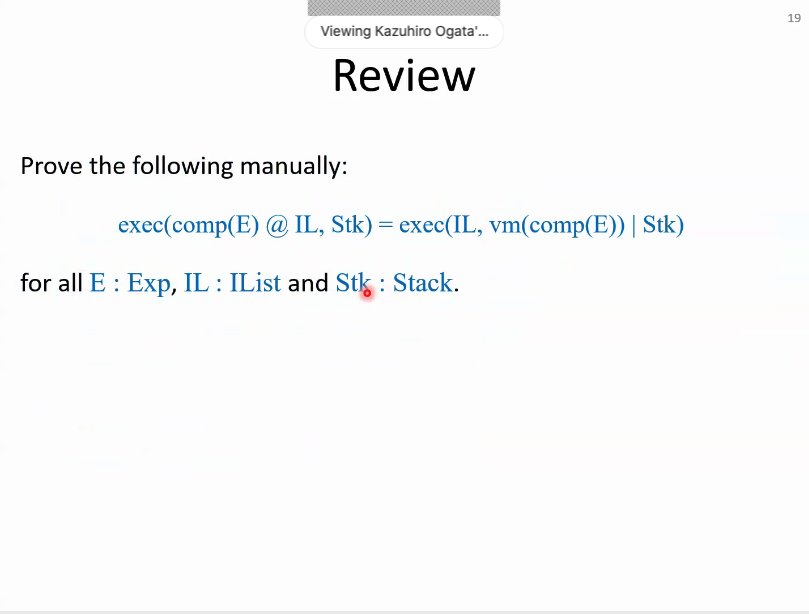 19
Viewing Kazuhiro Ogata'...
Review
Prove the following manually:
exec(comp(E) @ IL, Stk) = exec(IL, vm(comp(E)) | Stk)
for all E : Exp, IL : IList and Stk : Stack.